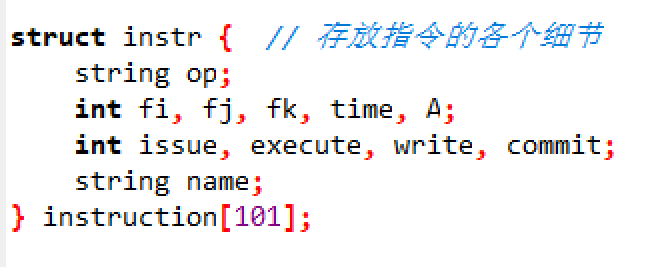 struct instr {  // 存放指令的各个细节
    string op;
    int fi, fj, fk, time, A;
    int issue, execute, write, commit;
    string name;
} instruction[101];